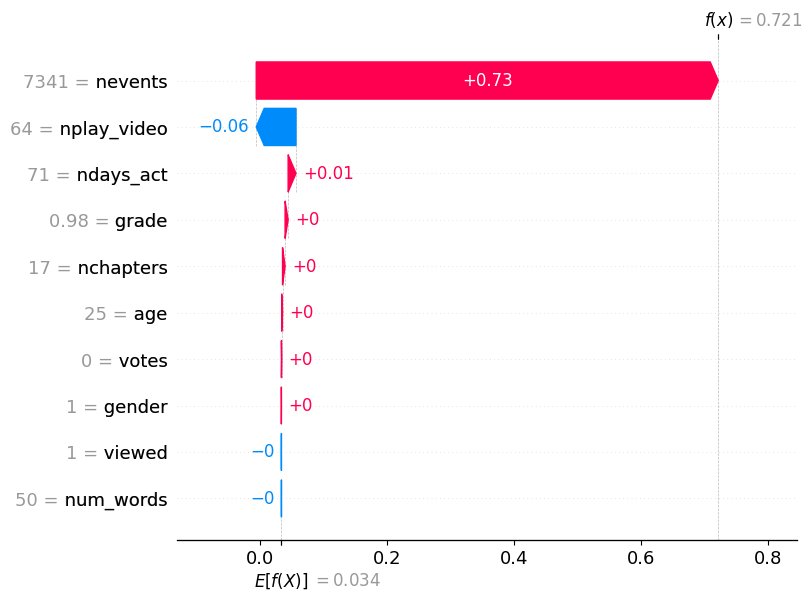 f(x) = 0.721
7341 = nevents
+0.73
64 = nplay_video
−0.06
71 = ndays_act
+0.01
0.98 = grade
+0
17 = nchapters
+0
25 = age
+0
0 = votes
+0
1 = gender
+0
1 = viewed
−0
50 = num_words
−0
0.0 0.2 0.4 0.6 0.8
E[f(X)] = 0.034